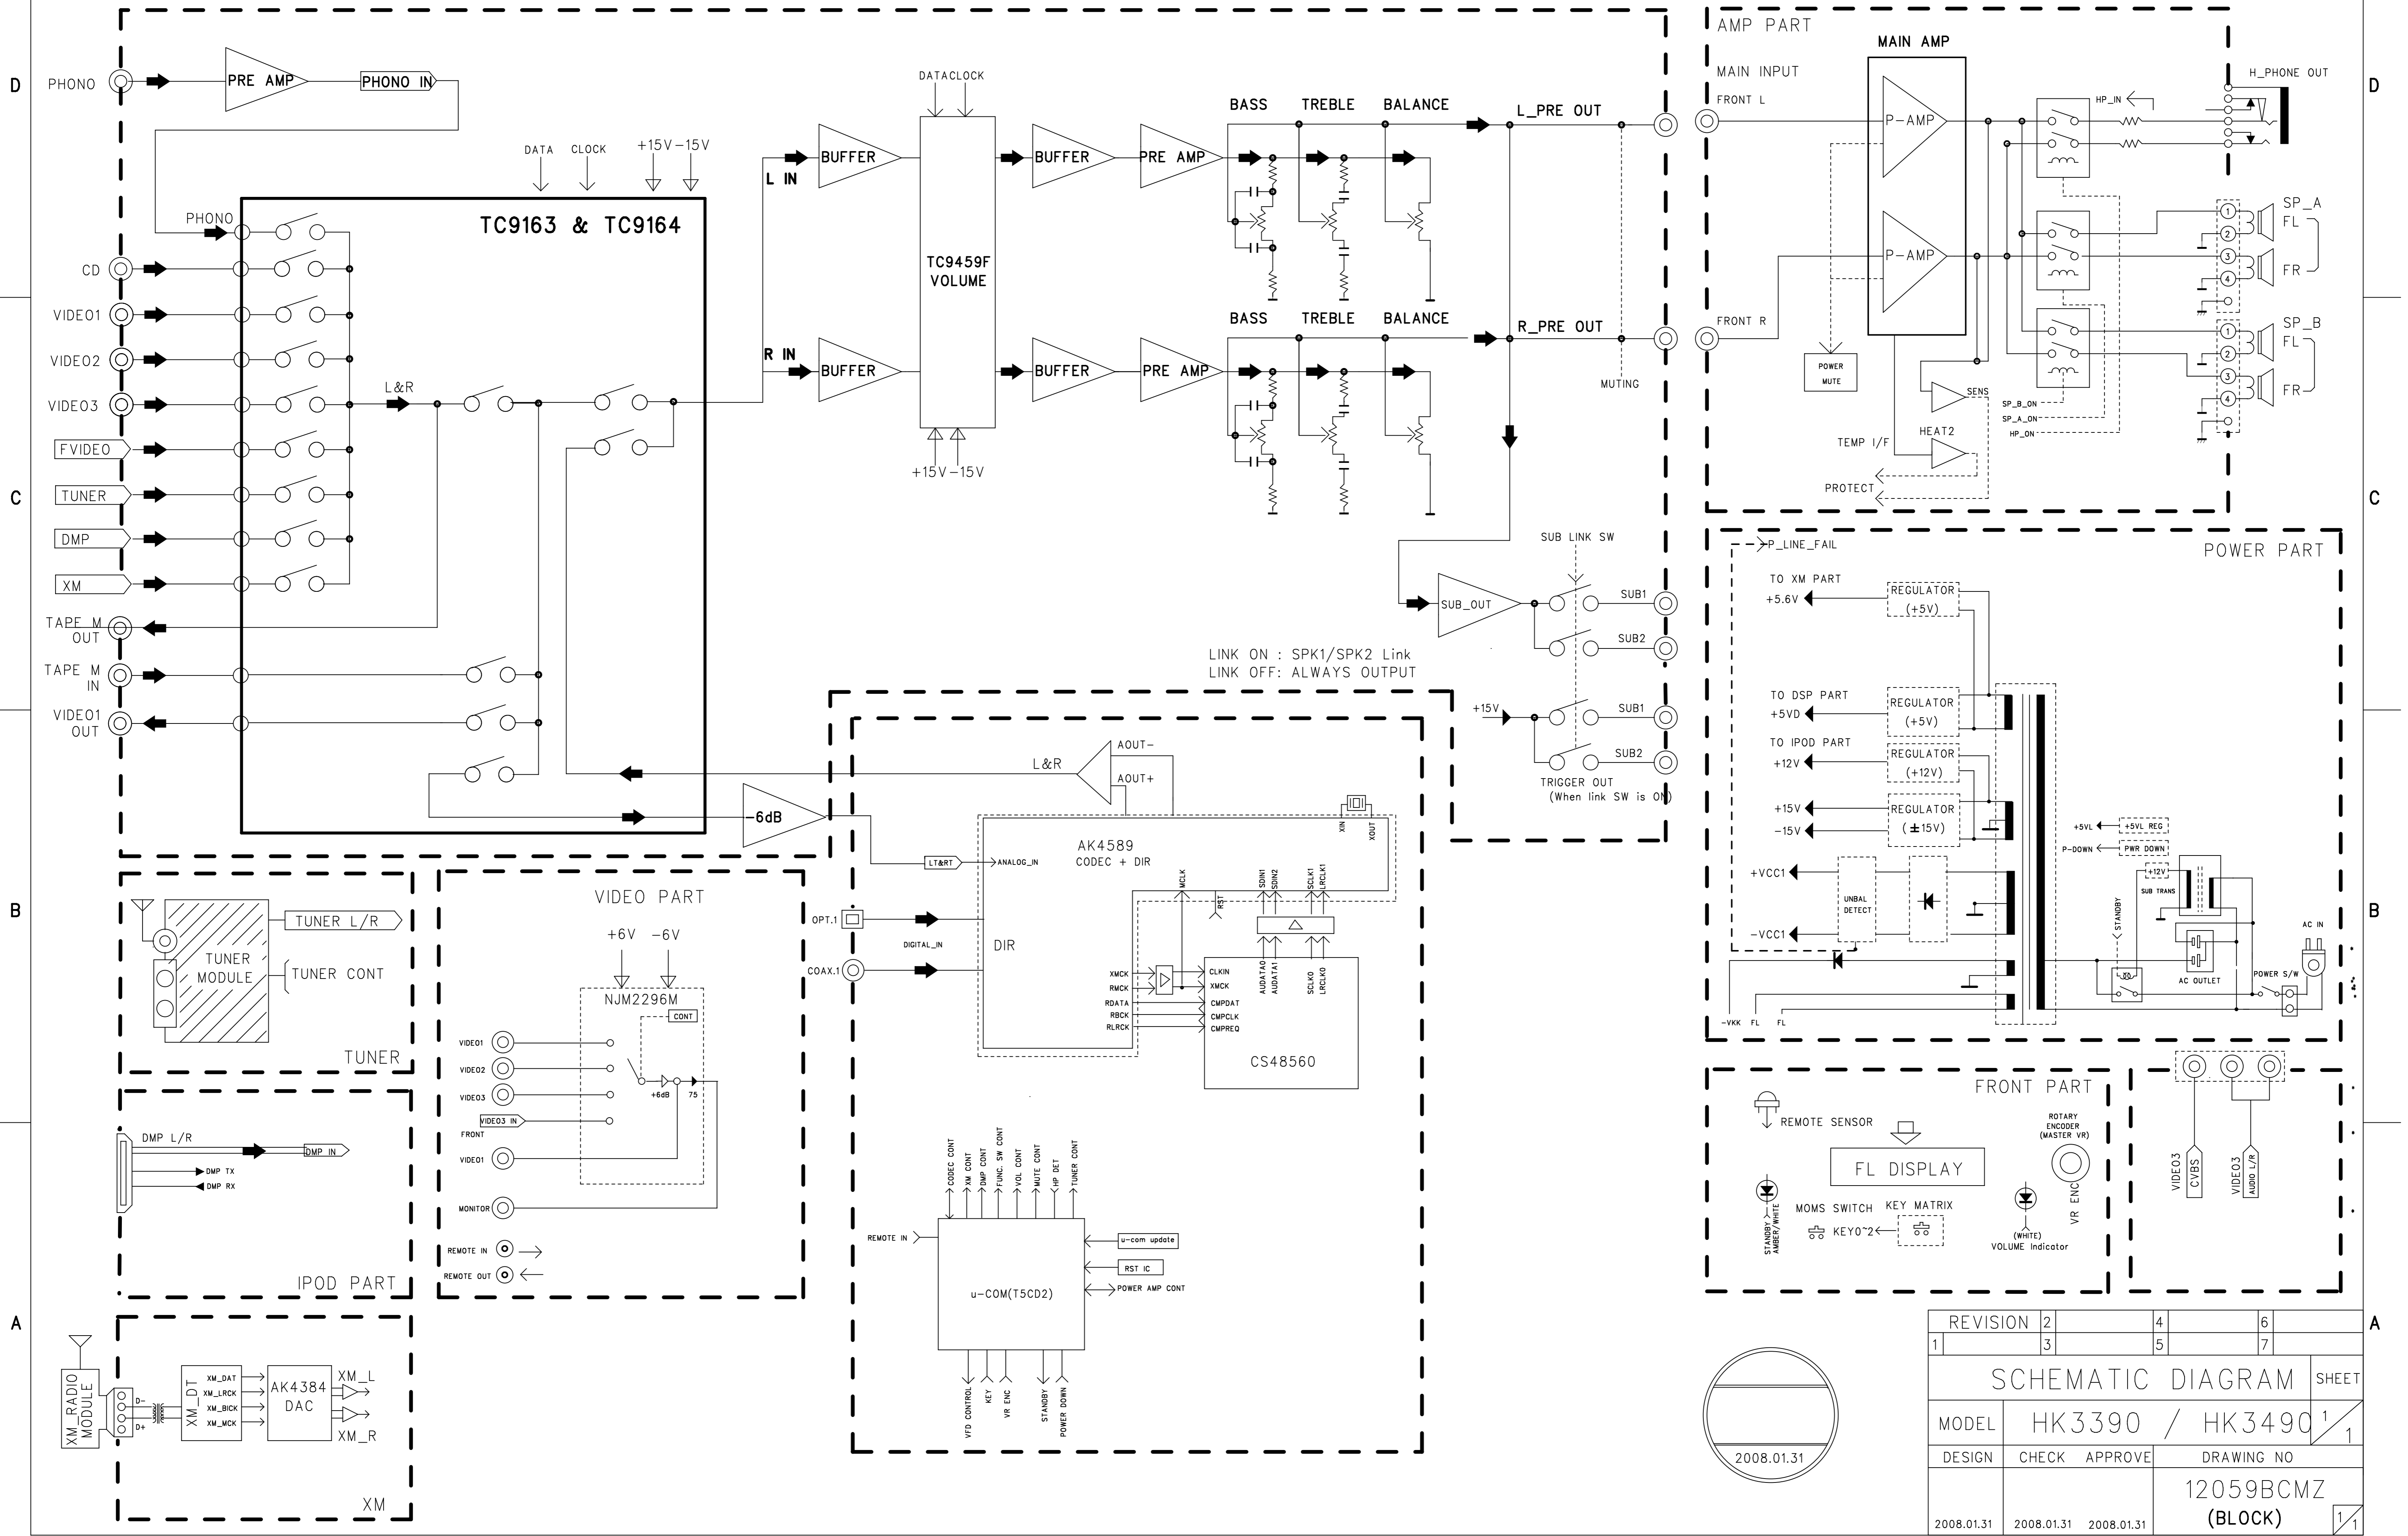 D
PHONO
PRE AMP
PHONO IN
DATA
CLOCK
+15V
-15V
TC9163 & TC9164
PHONO
CD
VIDEO1
VIDEO2
VIDEO3
FVIDEO
TUNER
DMP
XM
TAPE M
OUT
TAPE M
IN
VIDEO1
OUT
L&R
L IN
R IN
BUFFER
BUFFER
DATA
CLOCK
TC9459F
VOLUME
+15V
-15V
BUFFER
BUFFER
PRE AMP
PRE AMP
BASS
TREBLE
BALANCE
L_PRE OUT
BASS
TREBLE
BALANCE
R_PRE OUT
MUTING
SUB LINK SW
SUB_OUT
SUB1
SUB2
LINK ON : SPK1/SPK2 Link
LINK OFF: ALWAYS OUTPUT
+15V
SUB1
SUB2
TRIGGER OUT
(When link SW is ON)
AMP PART
MAIN AMP
MAIN INPUT
FRONT L
P-AMP
P-AMP
FRONT R
POWER
MUTE
HP_IN
H_PHONE OUT
SP_A
FL
FR
1
2
3
4
SP_B
FL
FR
1
2
3
4
SENS
SP_B_ON
SP_A_ON
HP_ON
TEMP I/F
HEAT2
PROTECT
D
C
C
POWER PART
P_LINE_FAIL
TO XM PART
+5.6V
REGULATOR
(+5V)
TO DSP PART
+5VD
REGULATOR
(+5V)
TO IPOD PART
+12V
REGULATOR
(+12V)
+15V
-15V
REGULATOR
(±15V)
+VCC1
-VCC1
UNBAL
DETECT
+5VL
+5VL REG
P-DOWN
PWR DOWN
+12V
SUB TRANS
STANDBY
AC OUTLET
POWER S/W
AC IN
-VKK
FL
FL
B
B
L&R
AOUT-
AOUT+
-6dB
LT&RT
ANALOG_IN
AK4589
CODEC + DIR
XIN
XOUT
MCLK
RST
SDIN1
SDIN2
SCLK1
LRCLK1
OPT.1
DIGITAL_IN
COAX.1
DIR
XMCK
RMCK
RDATA
RBCK
RLRCK
CLKIN
XMCK
CMPDAT
CMPCLK
CMPREQ
AUDATA0
AUDATA1
SCLK0
LRCLK0
CS48560
TUNER L/R
TUNER
MODULE
TUNER CONT
TUNER
VIDEO PART
+6V
-6V
NJM2296M
CONT
VIDEO1
VIDEO2
VIDEO3
VIDEO3 IN
FRONT
VIDEO1
+6dB
75
MONITOR
REMOTE IN
REMOTE OUT
DMP L/R
DMP IN
DMP TX
DMP RX
IPOD PART
CODEC CONT
XM CONT
DMP CONT
FUNC. SW CONT
VOL CONT
MUTE CONT
HP DET
TUNER CONT
REMOTE IN
u-com update
RST IC
POWER AMP CONT
u-COM(T5CD2)
VFD CONTROL
KEY
VR ENC
STANDBY
POWER DOWN
FRONT PART
REMOTE SENSOR
FL DISPLAY
ROTARY
ENCODER
(MASTER VR)
VR ENC
STANDBY
AMBER/WHITE
MOMS SWITCH
KEY MATRIX
KEY0~2
(WHITE)
VOLUME Indicator
VIDEO3
CVBS
VIDEO3
AUDIO L/R
A
A
XM_RADIO
MODULE
D-
D+
XM_DT
XM_DAT
XM_LRCK
XM_BICK
XM_MCK
AK4384
DAC
XM_L
XM_R
XM
2008.01.31
REVISION
2
4
6
1
3
5
7
SCHEMATIC DIAGRAM
SHEET
MODEL
HK3390 / HK3490
1/1
DESIGN
CHECK
APPROVE
DRAWING NO
12059BCMZ
(BLOCK)
2008.01.31
2008.01.31
2008.01.31
1/1